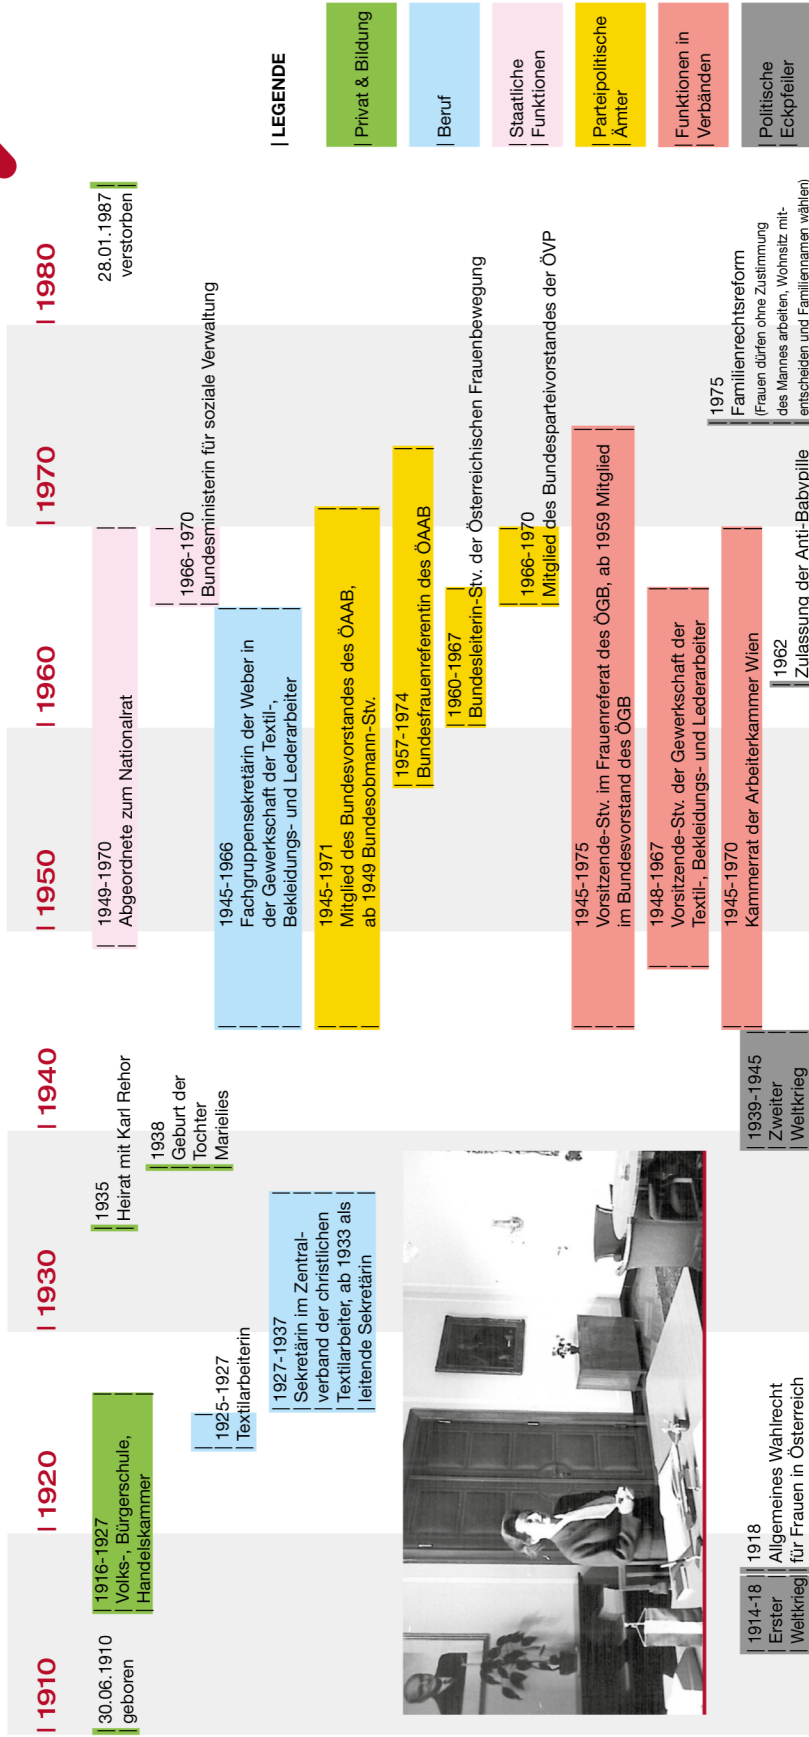 | 1910
| 1920
| 1930
| 1940
| 1950
| 1960
| 1970
| 1980
30.06.1910
geboren
1916-1927
Volks-, Bürgerschule,
Handelskammer
1935
Heirat mit Karl Rehor
1938
Geburt der
Tochter
Marielies
28.01.1987
verstorben
1925-1927
Textilarbeiterin
1927-1937
Sekretärin im Zentral-
verband der christlichen
Textilarbeiter, ab 1933 als
leitende Sekretärin
1949-1970
Abgeordnete zum Nationalrat
1966-1970
Bundesministerin für soziale Verwaltung
1945-1966
Fachgruppensekretärin der Weber in
der Gewerkschaft der Textil-,
Bekleidungs- und Lederarbeiter
1945-1971
Mitglied des Bundesvorstandes des ÖAAB,
ab 1949 Bundesobmann-Stv.
1957-1974
Bundesfrauenreferentin des ÖAAB
1960-1967
Bundesleiterin-Stv. der Österreichischen Frauenbewegung
1966-1970
Mitglied des Bundesparteivorstandes der ÖVP
1945-1975
Vorsitzende-Stv. im Frauenreferat des ÖGB, ab 1959 Mitglied
im Bundesvorstand des ÖGB
1948-1967
Vorsitzende-Stv. der Gewerkschaft der
Textil-, Bekleidungs- und Lederarbeiter
1945-1970
Kammerrat der Arbeiterkammer Wien
1914-18
Erster
Weltkrieg
1918
Allgemeines Wahlrecht
für Frauen in Österreich
1939-1945
Zweiter
Weltkrieg
1962
Zulassung der Anti-Babypille
1975
Familienrechtsreform
(Frauen dürfen ohne Zustimmung
des Mannes arbeiten, Wohnsitz mit-
entscheiden und Familiennamen wählen)
| LEGENDE
| Privat & Bildung
| Beruf
| Staatliche
Funktionen
| Parteipolitische
Ämter
| Funktionen in
Verbänden
| Politische
Eckpfeiler